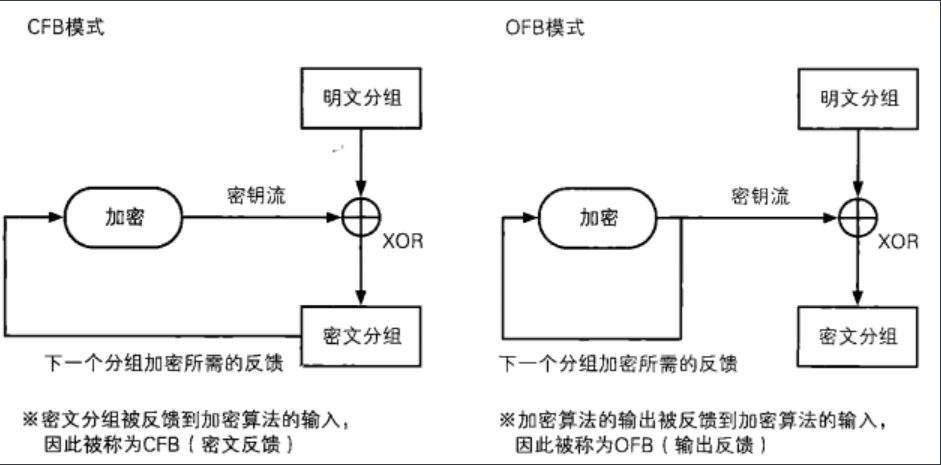 CFB模式
明文分组
加密
密钥流
XOR
密文分组
下一个分组加密所需的反馈
※密文分组被反馈到加密算法的输入，
因此被称为CFB（密文反馈）
OFB模式
明文分组
加密
密钥流
XOR
密文分组
下一个分组加密所需的反馈
※加密算法的输出被反馈到加密算法的输入，
因此被称为OFB（输出反馈）